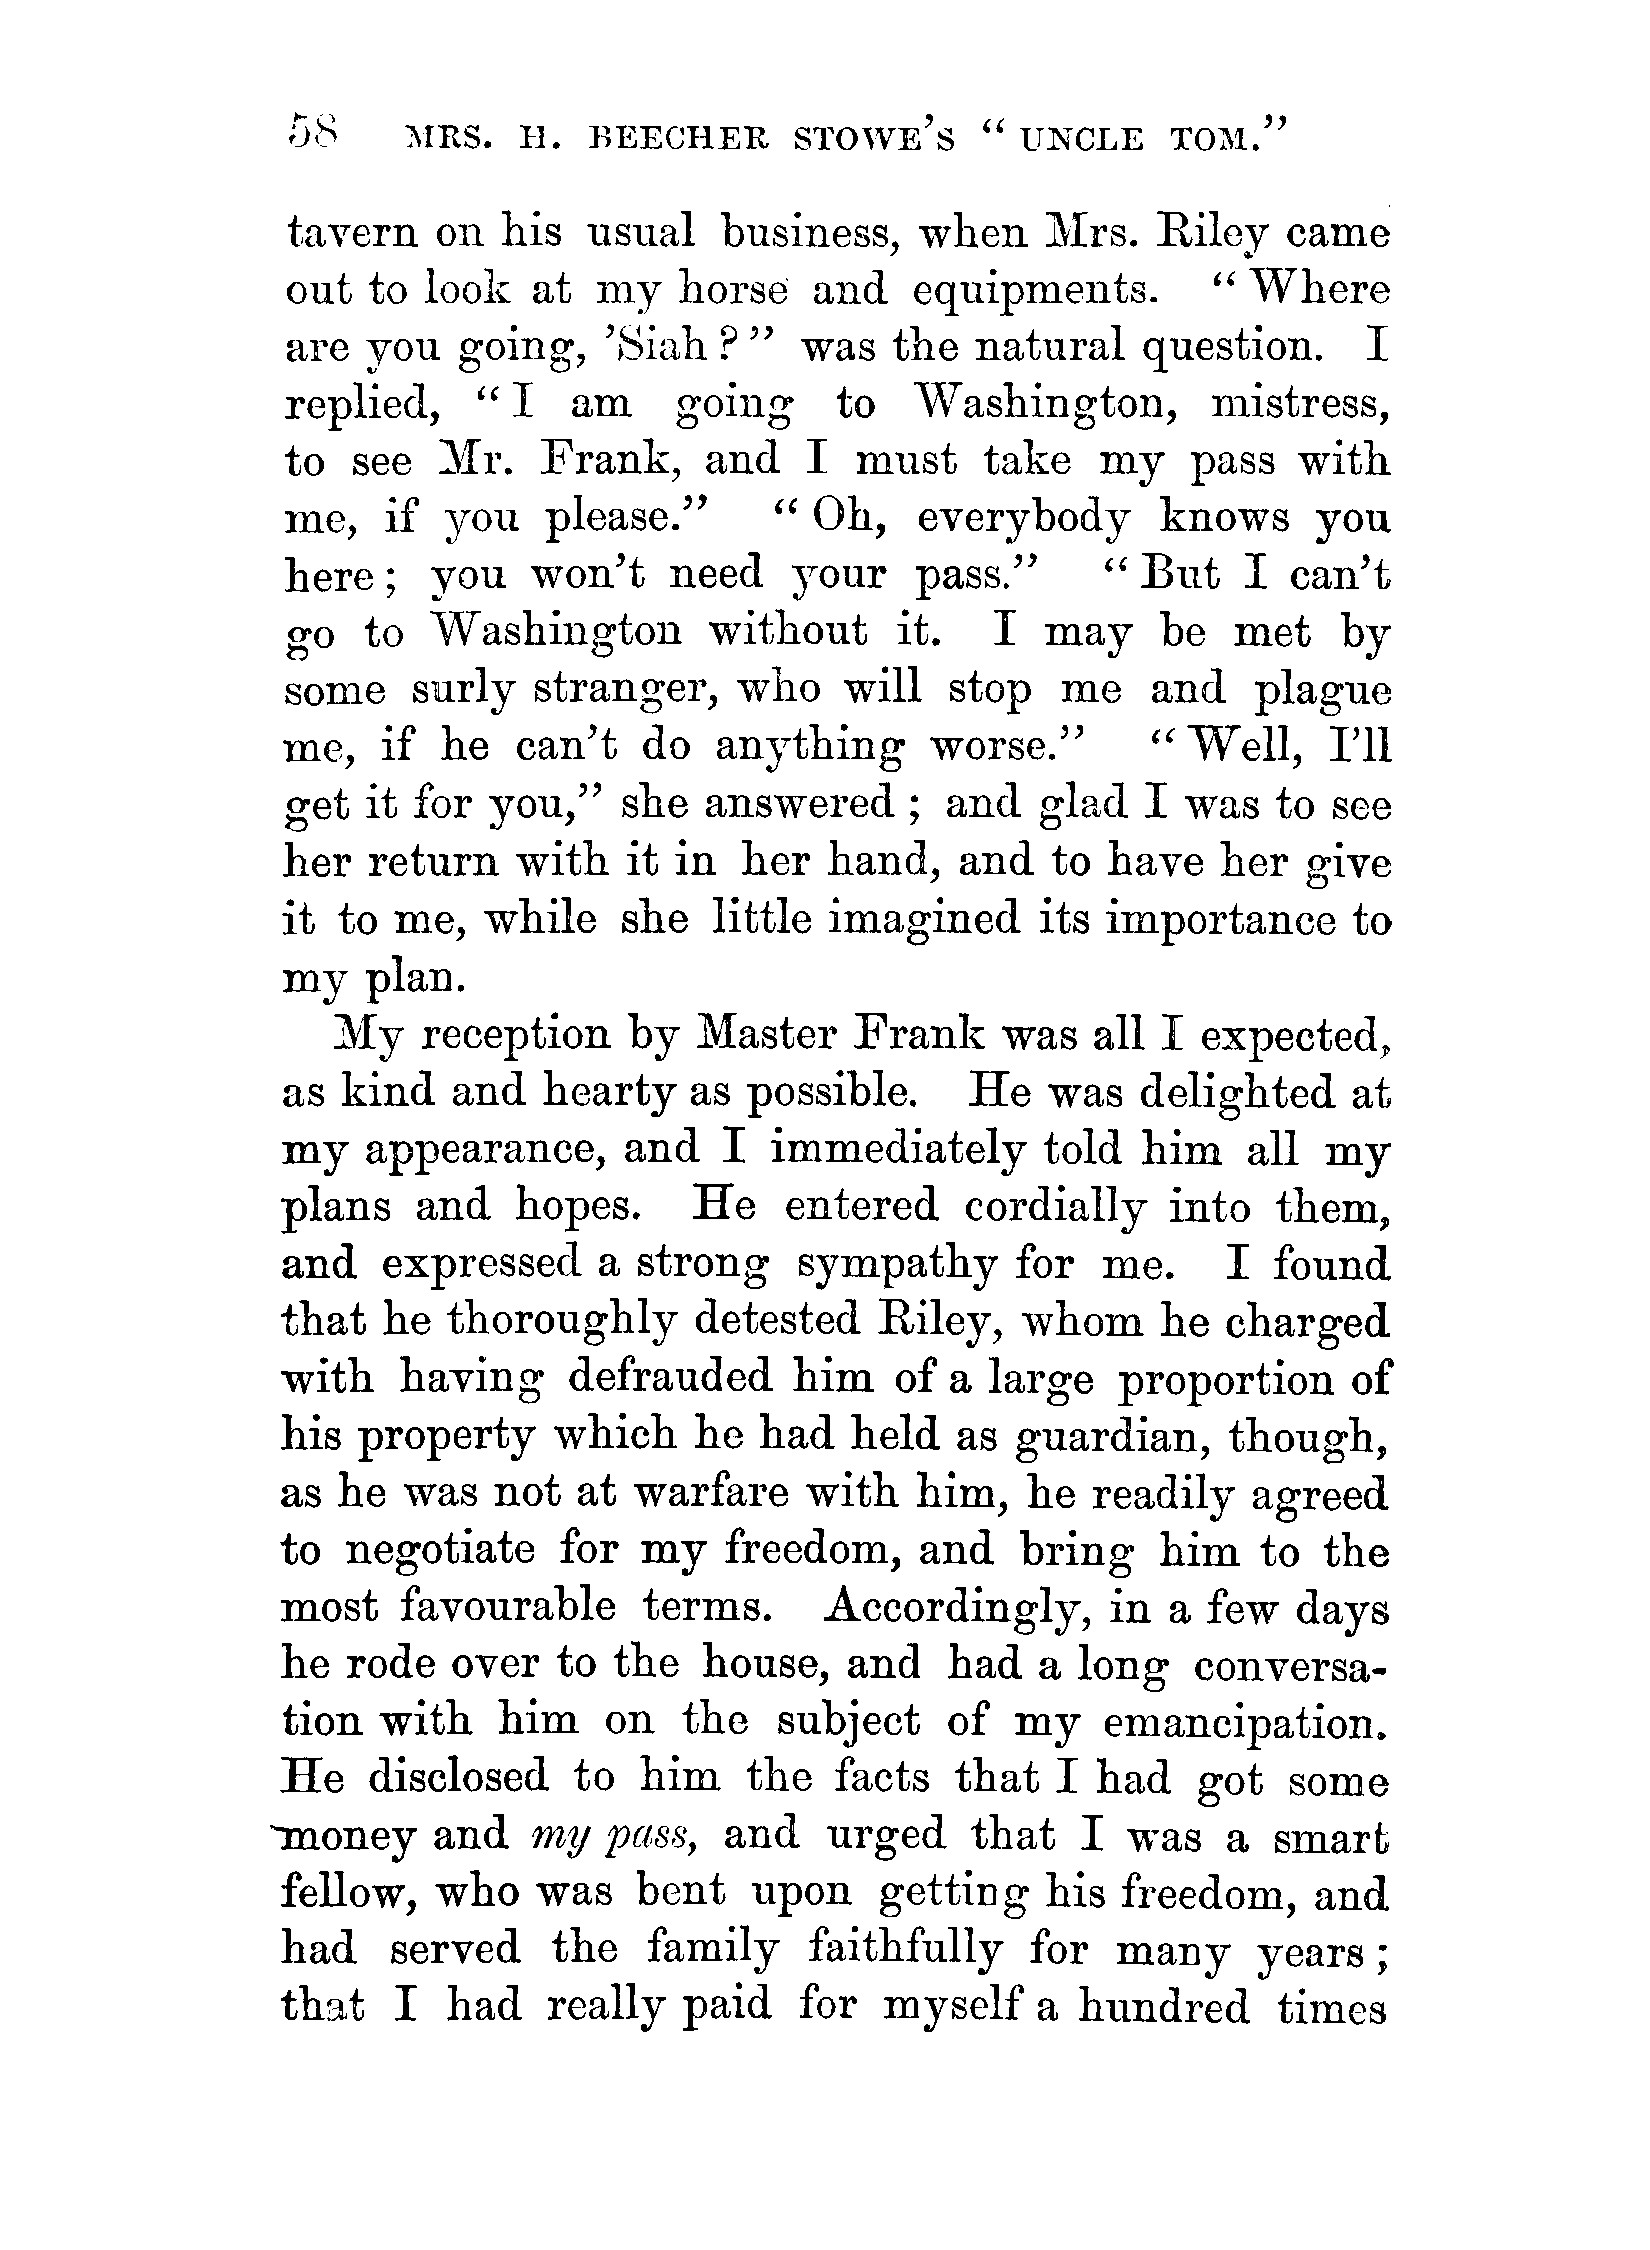 58 MRS. H. BEECHER STOWE'S "UNCLE TOM."
tavern on his usual business, when Mrs. Riley came
out to look at my horse and equipments. "Where
are you going, 'Siah?" was the natural question. I
replied, "I am going to Washington, mistress,
to see Mr. Frank, and I must take my pass with
me, if you please." "Oh, everybody knows you
here; you won't need your pass." "But I can't
go to Washington without it. I may be met by
some surly stranger, who will stop me and plague
me, if he can't do anything worse." "Well, I'll
get it for you," she answered; and glad I was to see
her return with it in her hand, and to have her give
it to me, while she little imagined its importance to
my plan.
My reception by Master Frank was all I expected,
as kind and hearty as possible. He was delighted at
my appearance, and I immediately told him all my
plans and hopes. He entered cordially into them,
and expressed a strong sympathy for me. I found
that he thoroughly detested Riley, whom he charged
with having defrauded him of a large proportion of
his property which he had held as guardian, though,
as he was not at warfare with him, he readily agreed
to negotiate for my freedom, and bring him to the
most favourable terms. Accordingly, in a few days
he rode over to the house, and had a long conversa-
tion with him on the subject of my emancipation.
He disclosed to him the facts that I had got some
money and my pass, and urged that I was a smart
fellow, who was bent upon getting his freedom, and
had served the family faithfully for many years;
that I had really paid for myself a hundred times